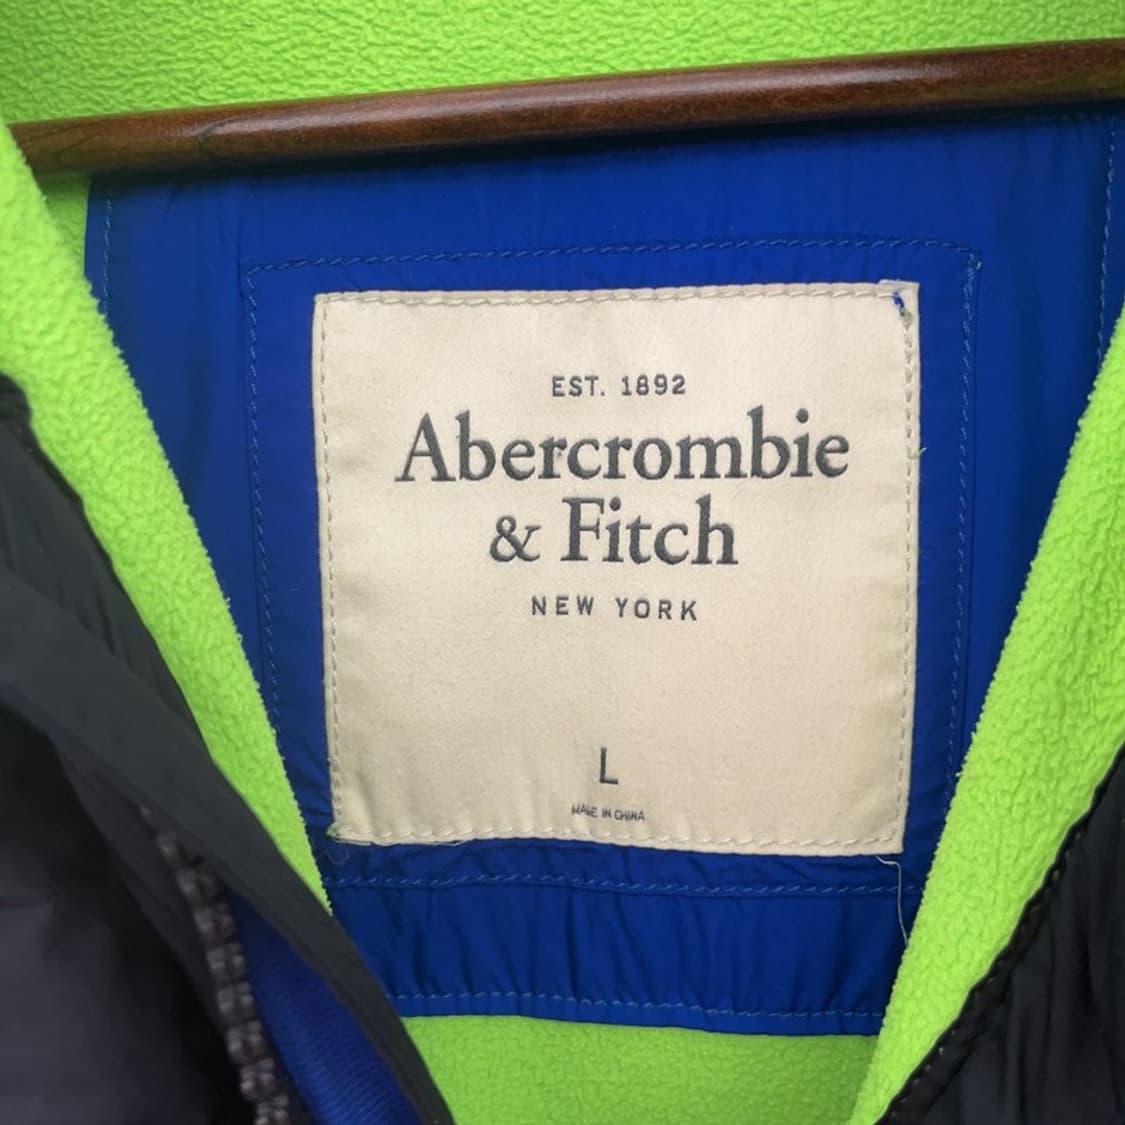 EST. 1892
Abercrombie
& Fitch
NEW YORK
L
MADE IN CHINA